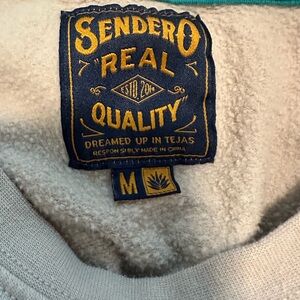 SENDERO
"REAL
ESTD 2014
QUALITY"
DREAMED UP IN TEJAS
RESPONSIBLY MADE IN CHINA
M